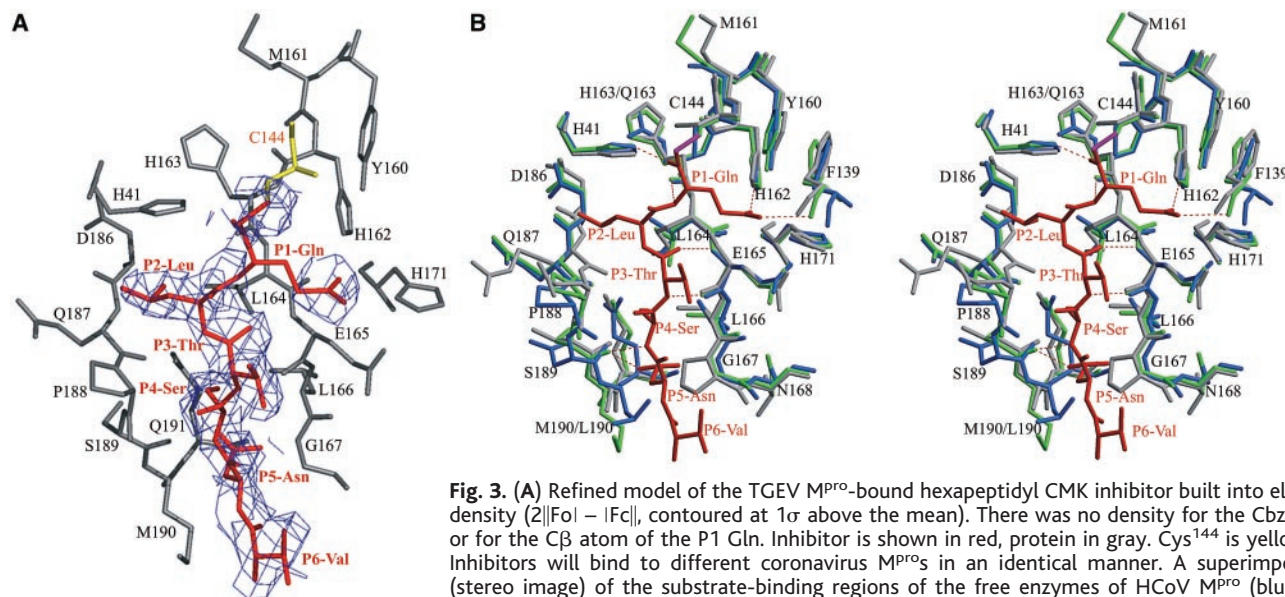 A
M161
C144
H163
Y160
H41
D186
H162
P1-Gln
P2-Leu
H171
L164
Q187
E165
P3-Thr
P4-Ser
L166
P188
Q191
G167
S189
P5-Asn
M190
P6-Val
B
M161
H163/Q163
C144
Y160
H41
P1-Gln
D186
H162
F139
P2-Leu
L164
Q187
E165
H171
P3-Thr
P188
P4-Ser
L166
G167
S189
P5-Asn
N168
M190/L190
P6-Val
M161
H163/Q163
C144
Y160
H41
P1-Gln
D186
H162
F139
P2-Leu
L164
Q187
E165
H171
P3-Thr
P188
P4-Ser
L166
G167
S189
P5-Asn
N168
M190/L190
P6-Val
Fig. 3. (A) Refined model of the TGEV Mpro-bound hexapeptidyl CMK inhibitor built into el
density (2||Fo| – |Fc||, contoured at 1σ above the mean). There was no density for the Cbz
or for the Cβ atom of the P1 Gln. Inhibitor is shown in red, protein in gray. Cys144 is yello
Inhibitors will bind to different coronavirus Mpro's in an identical manner. A superimpo
(stereo image) of the substrate-binding regions of the free enzymes of HCoV Mpro (blu